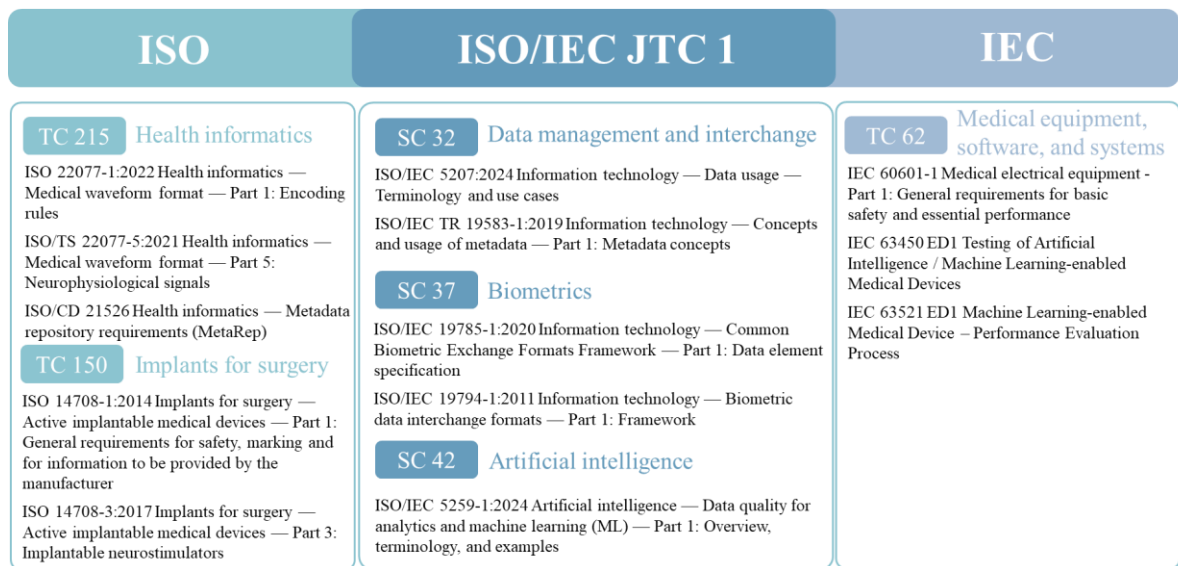 ISO
ISO/IEC JTC 1
IEC
TC 215 Health informatics
ISO 22077-1:2022 Health informatics —
Medical waveform format — Part 1: Encoding
rules
ISO/TS 22077-5:2021 Health informatics —
Medical waveform format — Part 5:
Neurophysiological signals
ISO/CD 21526 Health informatics — Metadata
repository requirements (MetaRep)
TC 150 Implants for surgery
ISO 14708-1:2014 Implants for surgery —
Active implantable medical devices — Part 1:
General requirements for safety, marking and
for information to be provided by the
manufacturer
ISO 14708-3:2017 Implants for surgery —
Active implantable medical devices — Part 3:
Implantable neurostimulators
SC 32 Data management and interchange
ISO/IEC 5207:2024 Information technology — Data usage —
Terminology and use cases
ISO/IEC TR 19583-1:2019 Information technology — Concepts
and usage of metadata — Part 1: Metadata concepts
SC 37 Biometrics
ISO/IEC 19785-1:2020 Information technology — Common
Biometric Exchange Formats Framework — Part 1: Data element
specification
ISO/IEC 19794-1:2011 Information technology — Biometric
data interchange formats — Part 1: Framework
SC 42 Artificial intelligence
ISO/IEC 5259-1:2024 Artificial intelligence — Data quality for
analytics and machine learning (ML) — Part 1: Overview,
terminology, and examples
TC 62 Medical equipment,
software, and systems
IEC 60601-1 Medical electrical equipment -
Part 1: General requirements for basic
safety and essential performance
IEC 63450 ED1 Testing of Artificial
Intelligence / Machine Learning-enabled
Medical Devices
IEC 63521 ED1 Machine Learning-enabled
Medical Device – Performance Evaluation
Process